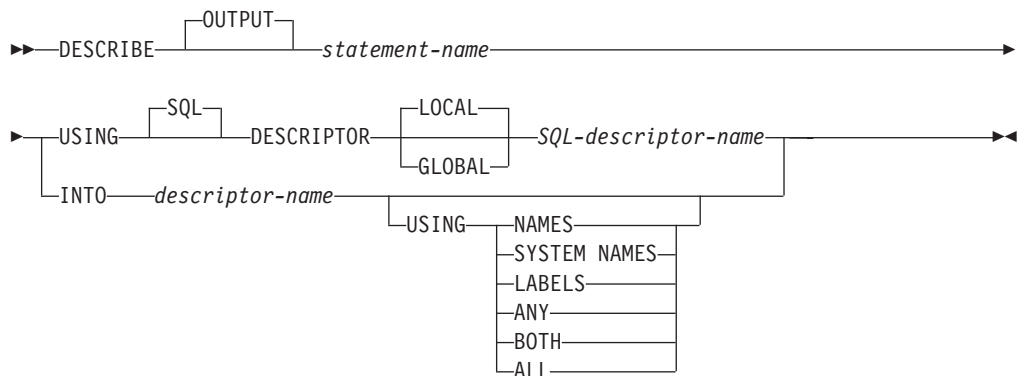 OUTPUT
DESCRIBE statement-name
SQL LOCAL
USING DESCRIPTOR SQL-descriptor-name
GLOBAL
INTO descriptor-name
USING NAMES
SYSTEM NAMES
LABELS
ANY
BOTH
ALL